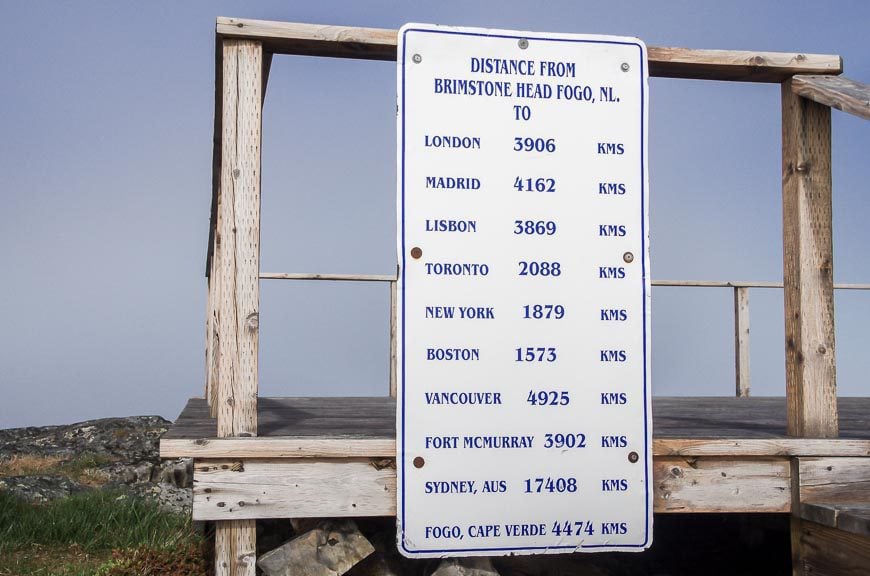 DISTANCE FROM
BRIMSTONE HEAD FOGO, NL.
TO
LONDON 3906 KMS
MADRID 4162 KMS
LISBON 3869 KMS
TORONTO 2088 KMS
NEW YORK 1879 KMS
BOSTON 1573 KMS
VANCOUVER 4925 KMS
FORT MCMURRAY 3902 KMS
SYDNEY, AUS 17408 KMS
FOGO, CAPE VERDE 4474 KMS